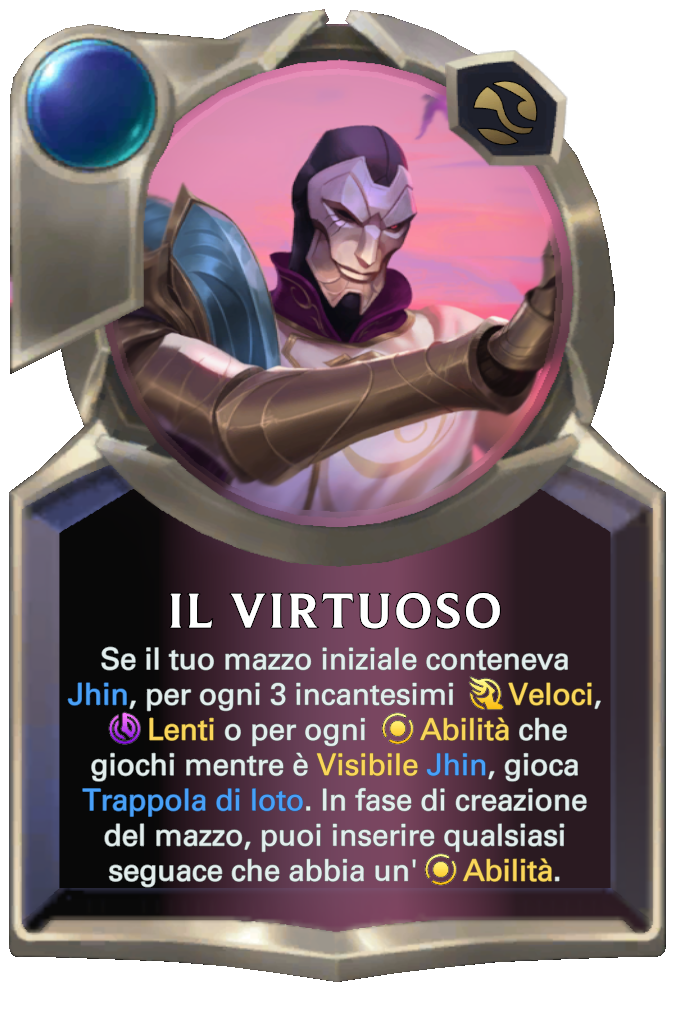 IL VIRTUOSO
Se il tuo mazzo iniziale conteneva
Jhin, per ogni 3 incantesimi Veloci,
Lenti o per ogni Abilità che
giochi mentre è Visibile Jhin, gioca
Trappola di loto. In fase di creazione
del mazzo, puoi inserire qualsiasi
seguace che abbia un' Abilità.